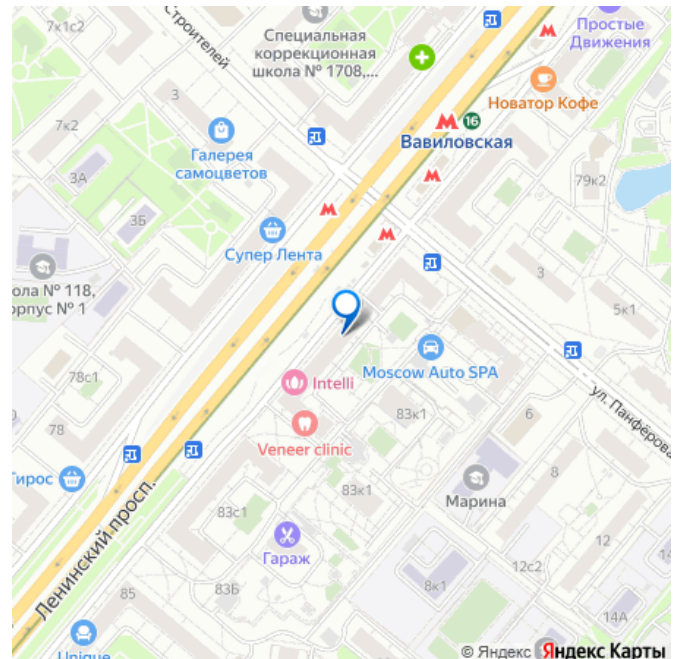 7к1с2
Строителей
Специальная
коррекционная
школа № 1708,...
Простые
Движения
3
Новатор Кофе
7к2
М 16
Вавиловская
Галерея
самоцветов
3А
79к2
3Б
Супер Лента
ола № 118,
орпус № 1
3
5к1
Moscow Auto SPA
78с1
Intelli
ул. Панфёрова
83к1
6
78
Veneer clinic
Гирос
83к1
Марина
8
Ленинский просп.
83с1
Гараж
12
12с2
83Б
8к1
85
14А
Unique
© Яндекс Яндекс Карты